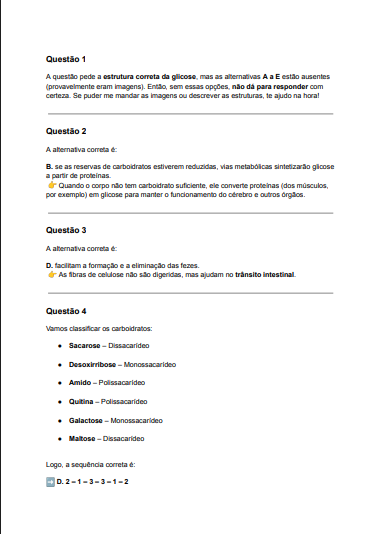 Questão 1
A questão pede a estrutura correta da glicose, mas as alternativas A a E estão ausentes
(provavelmente eram imagens). Então, sem essas opções, não dá para responder com
certeza. Se puder me mandar as imagens ou descrever as estruturas, te ajudo na hora!
Questão 2
A alternativa correta é:
B. se as reservas de carboidratos estiverem reduzidas, vias metabólicas sintetizarão glicose
a partir de proteínas.
👉 Quando o corpo não tem carboidrato suficiente, ele converte proteínas (dos músculos,
por exemplo) em glicose para manter o funcionamento do cérebro e outros órgãos.
Questão 3
A alternativa correta é:
D. facilitam a formação e a eliminação das fezes.
👉 As fibras de celulose não são digeridas, mas ajudam no trânsito intestinal.
Questão 4
Vamos classificar os carboidratos:
● Sacarose – Dissacarídeo
● Desoxirribose – Monossacarídeo
● Amido – Polissacarídeo
● Quitina – Polissacarídeo
● Galactose – Monossacarídeo
● Maltose – Dissacarídeo
Logo, a sequência correta é:
➡️ D. 2 – 1 – 3 – 3 – 1 – 2